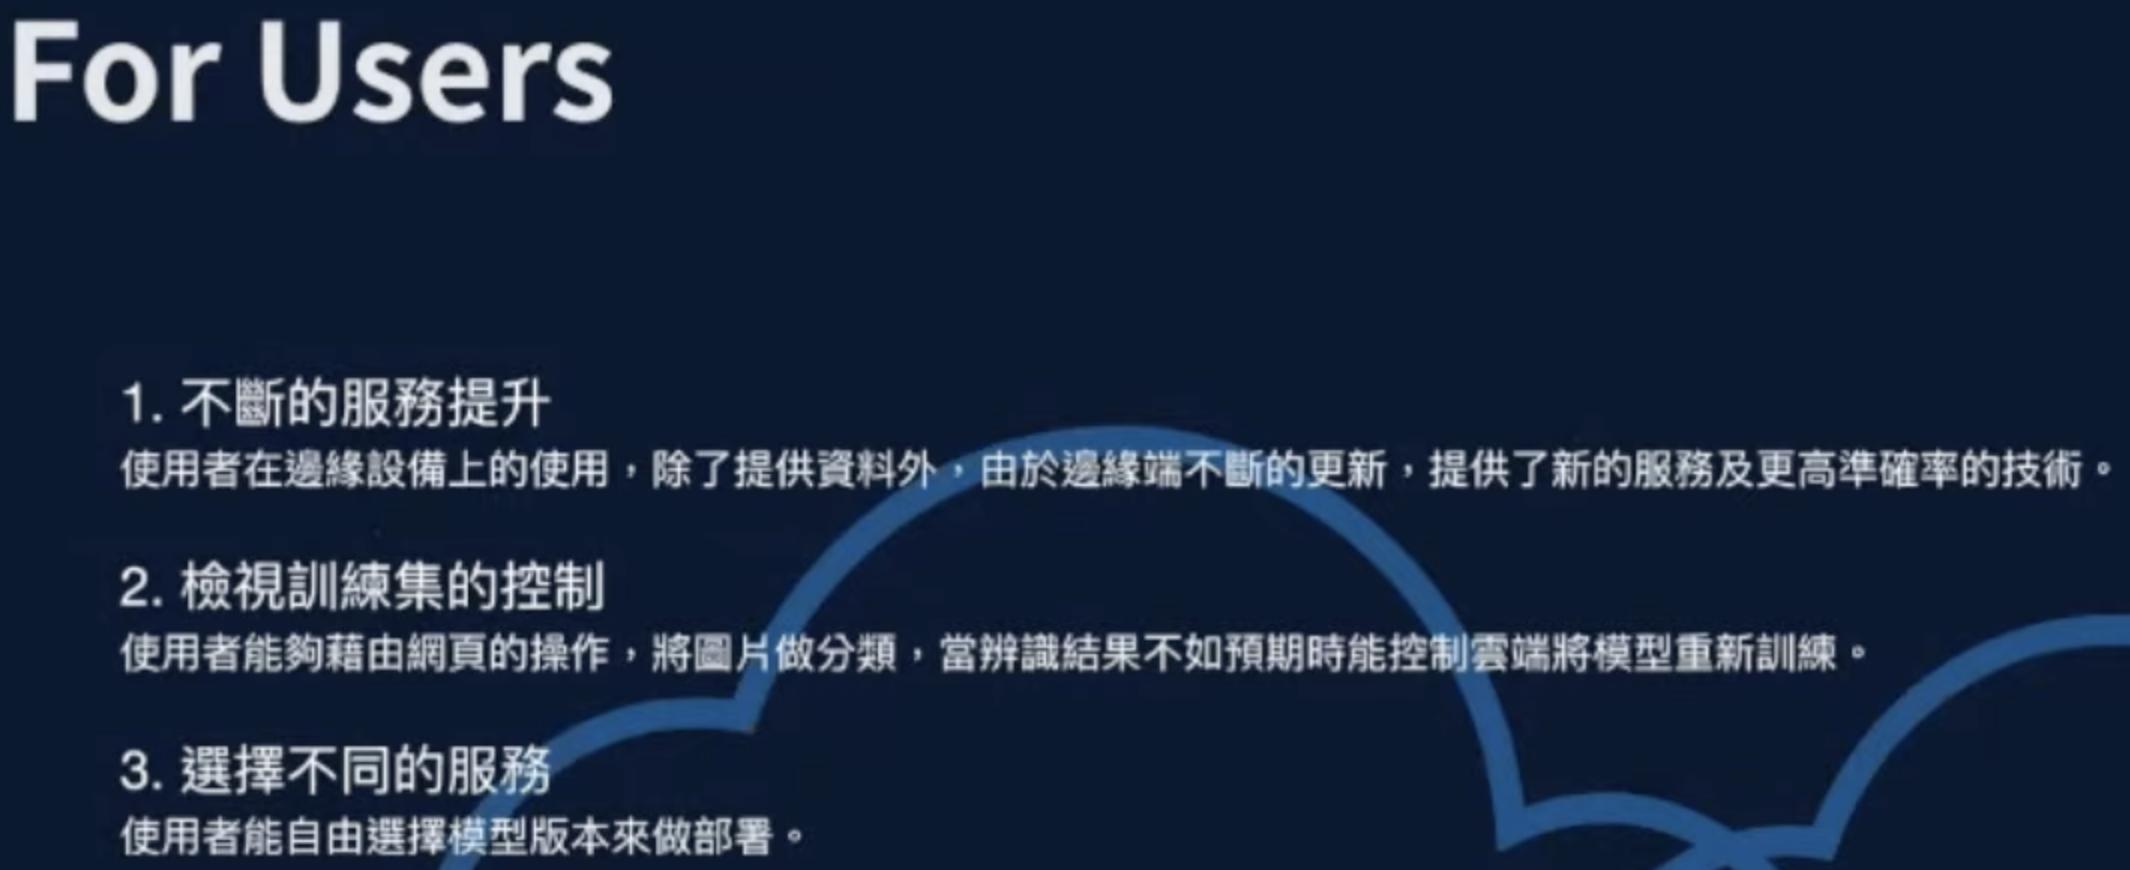 For Users
1. 不斷的服務提升
使用者在邊緣設備上的使用，除了提供資料外，由於邊緣端不斷的更新，提供了新的服務及更高準確率的技術。
2. 檢視訓練集的控制
使用者能夠藉由網頁的操作，將圖片做分類，當辨識結果不如預期時能控制雲端將模型重新訓練。
3. 選擇不同的服務
使用者能自由選擇模型版本來做部署。